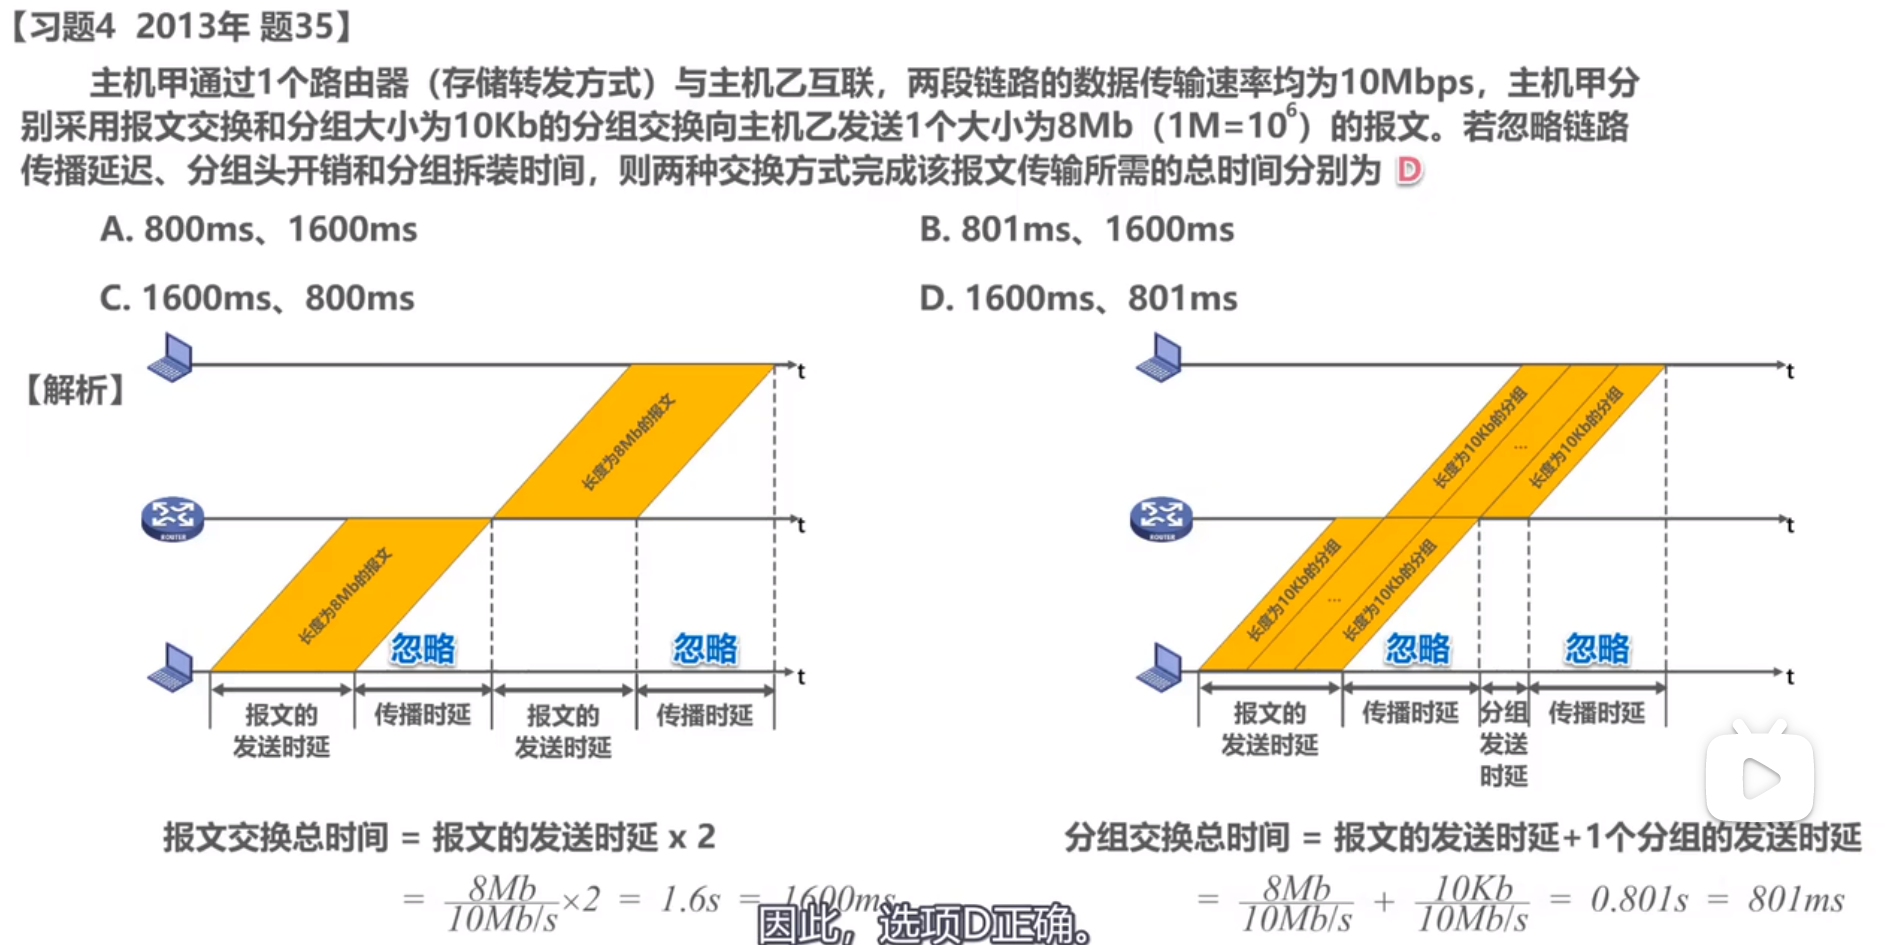 【习题4 2013年 题35】
主机甲通过1个路由器（存储转发方式）与主机乙互联，两段链路的数据传输速率均为10Mbps，主机甲分
别采用报文交换和分组大小为10Kb的分组交换向主机乙发送1个大小为8Mb（1M=10⁶）的报文。若忽略链路
传播延迟、分组头开销和分组拆装时间，则两种交换方式完成该报文传输所需的总时间分别为 D
A. 800ms、1600ms
B. 801ms、1600ms
C. 1600ms、800ms
D. 1600ms、801ms
【解析】
t
长度为8Mb的报文
ROUTER
t
长度为8Mb的报文
忽略
忽略
t
报文的
发送时延
传播时延
报文的
发送时延
传播时延
报文交换总时间 = 报文的发送时延 x 2
= 8Mb/10Mb/s ×2 = 1.6s = 1600ms
t
长度为10Kb的分组
...
长度为10Kb的分组
ROUTER
t
长度为10Kb的分组
...
长度为10Kb的分组
忽略
忽略
t
报文的
发送时延
传播时延
分组
发送
时延
传播时延
分组交换总时间 = 报文的发送时延+1个分组的发送时延
= 8Mb/10Mb/s + 10Kb/10Mb/s = 0.801s = 801ms
因此，选项D正确。